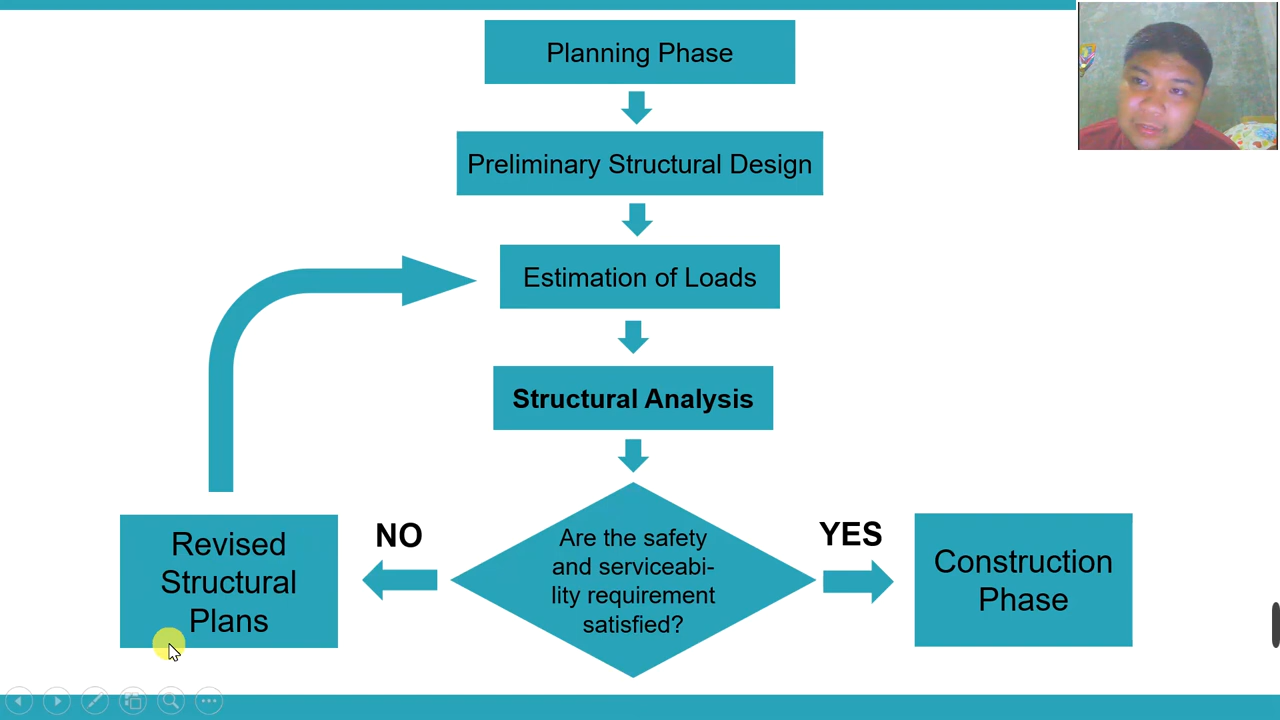 Planning Phase
Preliminary Structural Design
Estimation of Loads
Structural Analysis
Are the safety
and serviceabi-
lity requirement
satisfied?
NO
YES
Revised
Structural
Plans
Construction
Phase